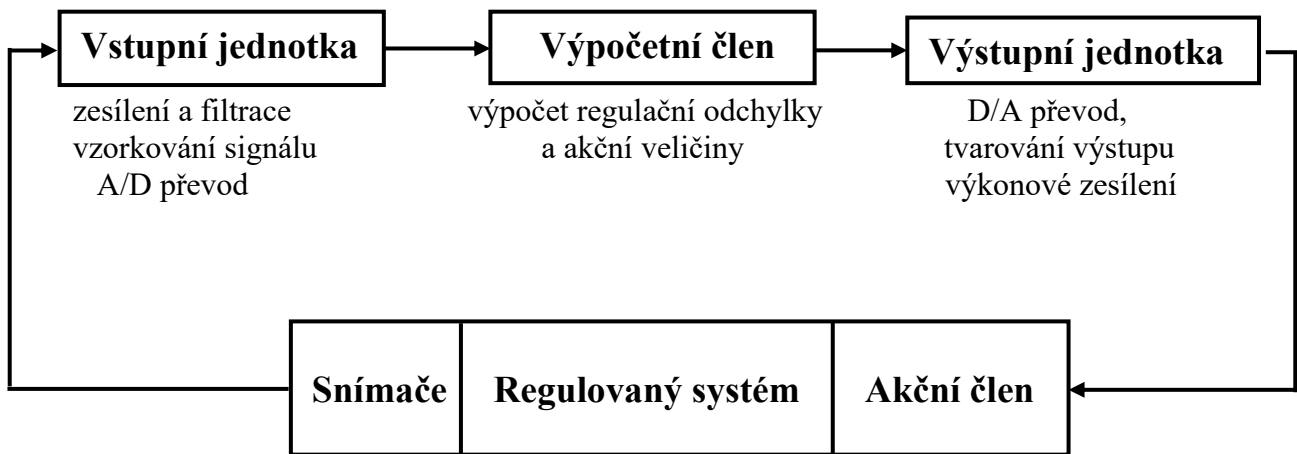 Vstupní jednotka
Výpočetní člen
Výstupní jednotka
zesílení a filtrace
vzorkování signálu
A/D převod
výpočet regulační odchylky
a akční veličiny
D/A převod,
tvarování výstupu
výkonové zesílení
Snímače
Regulovaný systém
Akční člen